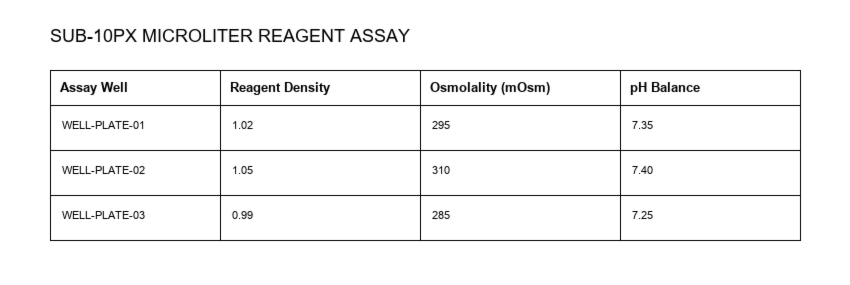 SUB-10PX MICROLITER REAGENT ASSAY
Assay Well Reagent Density Osmolality (mOsm) pH Balance
WELL-PLATE-01 1.02 295 7.35
WELL-PLATE-02 1.05 310 7.40
WELL-PLATE-03 0.99 285 7.25